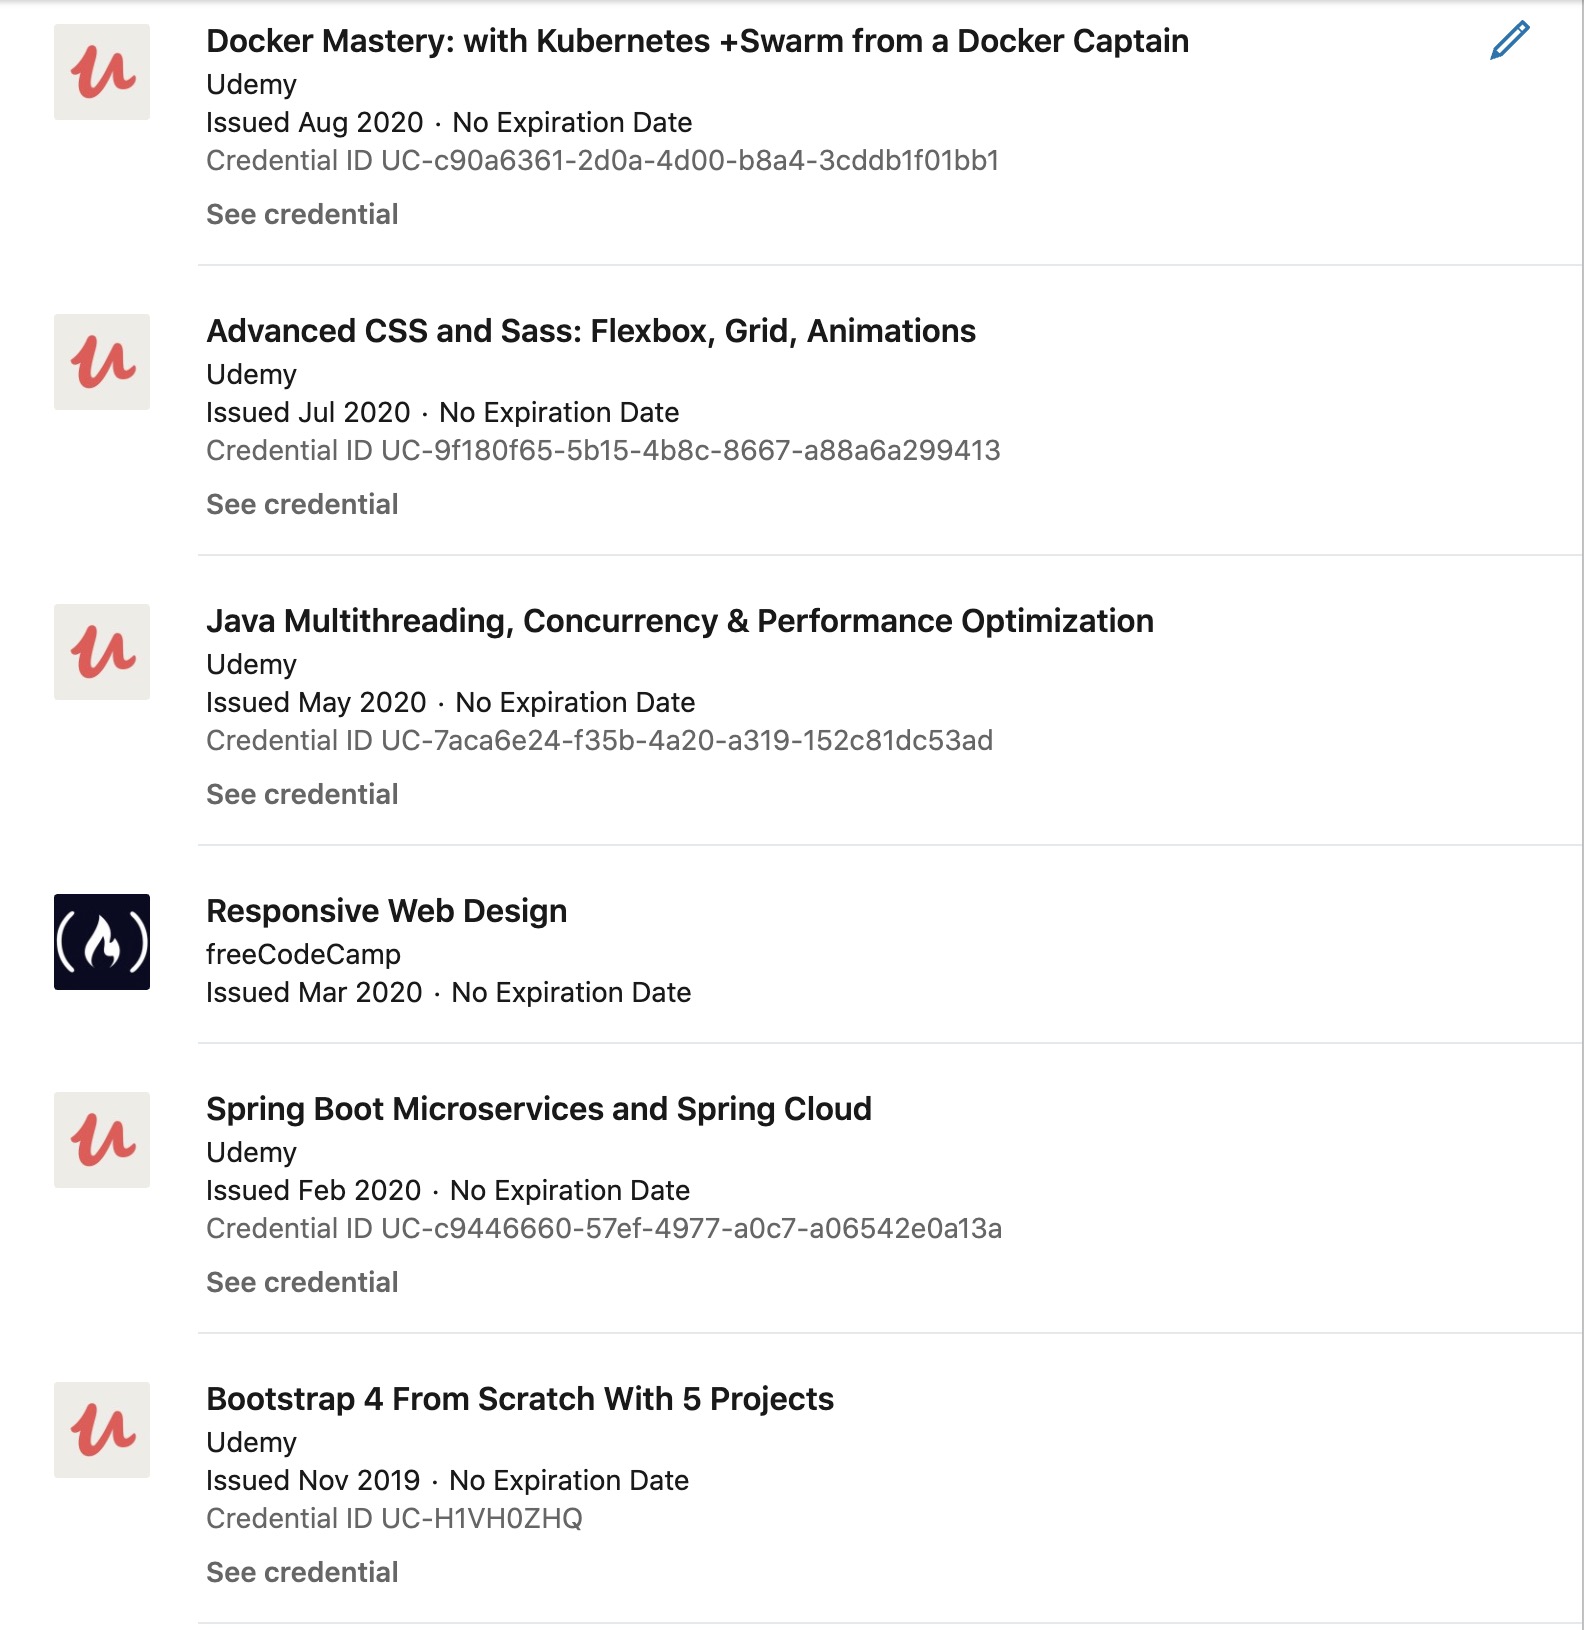 Docker Mastery: with Kubernetes +Swarm from a Docker Captain
Udemy
Issued Aug 2020 · No Expiration Date
Credential ID UC-c90a6361-2d0a-4d00-b8a4-3cddb1f01bb1
See credential
Advanced CSS and Sass: Flexbox, Grid, Animations
Udemy
Issued Jul 2020 · No Expiration Date
Credential ID UC-9f180f65-5b15-4b8c-8667-a88a6a299413
See credential
Java Multithreading, Concurrency & Performance Optimization
Udemy
Issued May 2020 · No Expiration Date
Credential ID UC-7aca6e24-f35b-4a20-a319-152c81dc53ad
See credential
Responsive Web Design
freeCodeCamp
Issued Mar 2020 · No Expiration Date
Spring Boot Microservices and Spring Cloud
Udemy
Issued Feb 2020 · No Expiration Date
Credential ID UC-c9446660-57ef-4977-a0c7-a06542e0a13a
See credential
Bootstrap 4 From Scratch With 5 Projects
Udemy
Issued Nov 2019 · No Expiration Date
Credential ID UC-H1VH0ZHQ
See credential